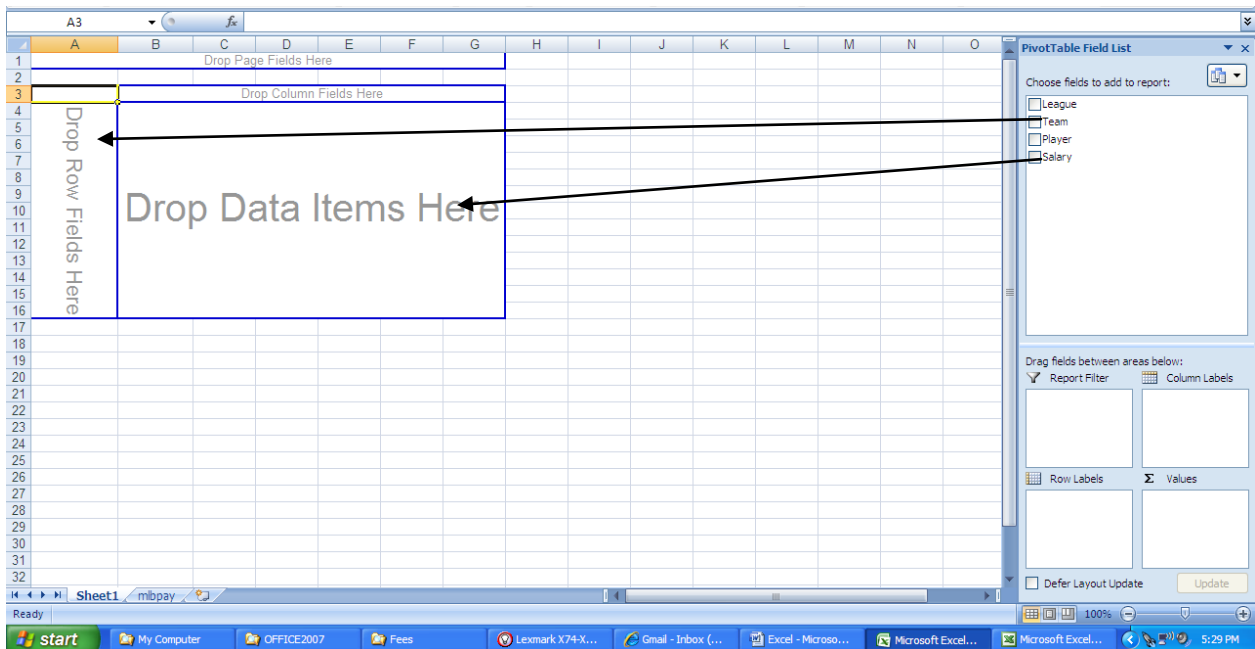 A3
fx
A B C D E F G H I J K L M N O
1 Drop Page Fields Here
2
3 Drop Column Fields Here
4
5
6
7
8
9
10
11
12
13
14
15
16
17
18
19
20
21
22
23
24
25
26
27
28
29
30
31
32
Drop Row Fields Here
Drop Data Items Here
PivotTable Field List
Choose fields to add to report:
League
Team
Player
Salary
Drag fields between areas below:
Report Filter Column Labels
Row Labels Σ Values
Defer Layout Update Update
Sheet1 mlbpay
Ready 100%
start My Computer OFFICE2007 Fees Lexmark X74-X... Gmail - Inbox (... Excel - Microso... Microsoft Excel... Microsoft Excel... 5:29 PM